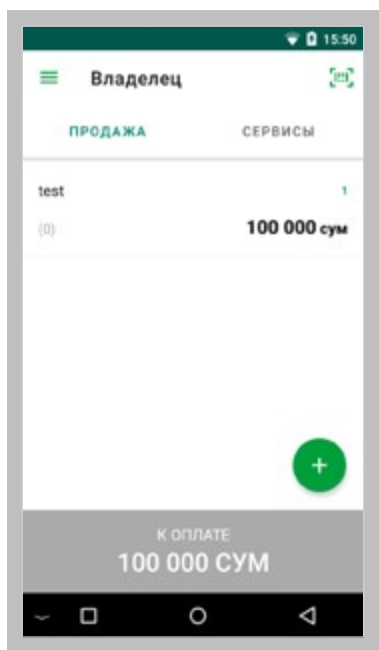 15:50
Владелец
ПРОДАЖА СЕРВИСЫ
test 1
(0) 100 000 сум
+
К ОПЛАТЕ
100 000 СУМ